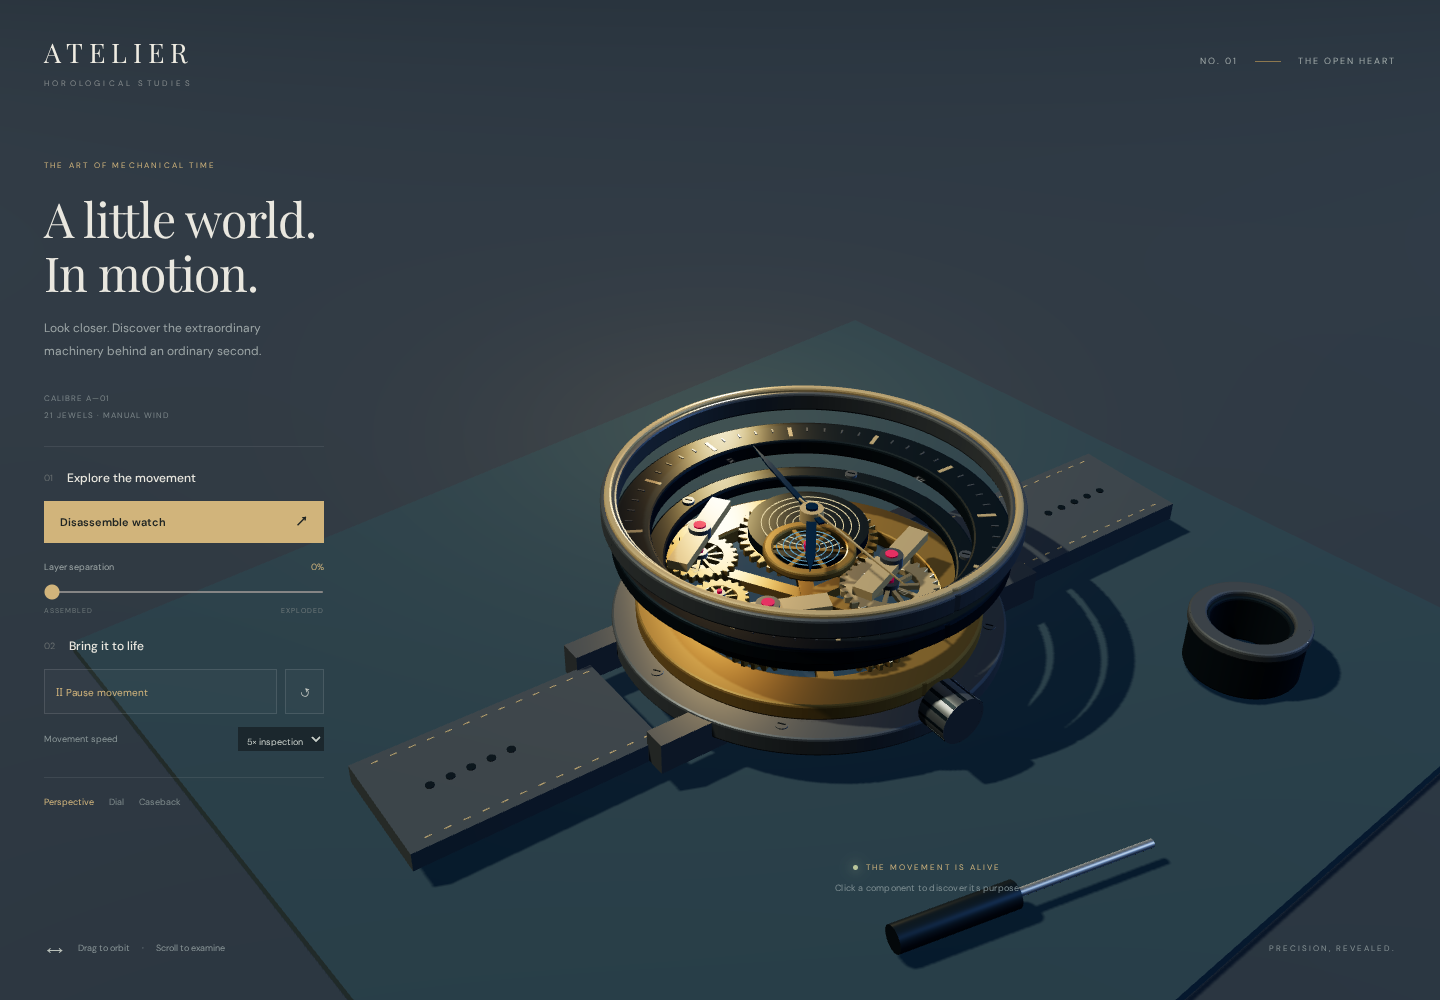 ATELIER
HOROLOGICAL STUDIES
NO. 01 — THE OPEN HEART
THE ART OF MECHANICAL TIME
A little world.
In motion.
Look closer. Discover the extraordinary
machinery behind an ordinary second.
CALIBRE A—01
21 JEWELS · MANUAL WIND
01 Explore the movement
Disassemble watch ↗
Layer separation 0%
ASSEMBLED EXPLODED
02 Bring it to life
II Pause movement ↺
Movement speed 5× inspection
Perspective Dial Caseback
THE MOVEMENT IS ALIVE
Click a component to discover its purpose
↔ Drag to orbit · Scroll to examine
PRECISION, REVEALED.